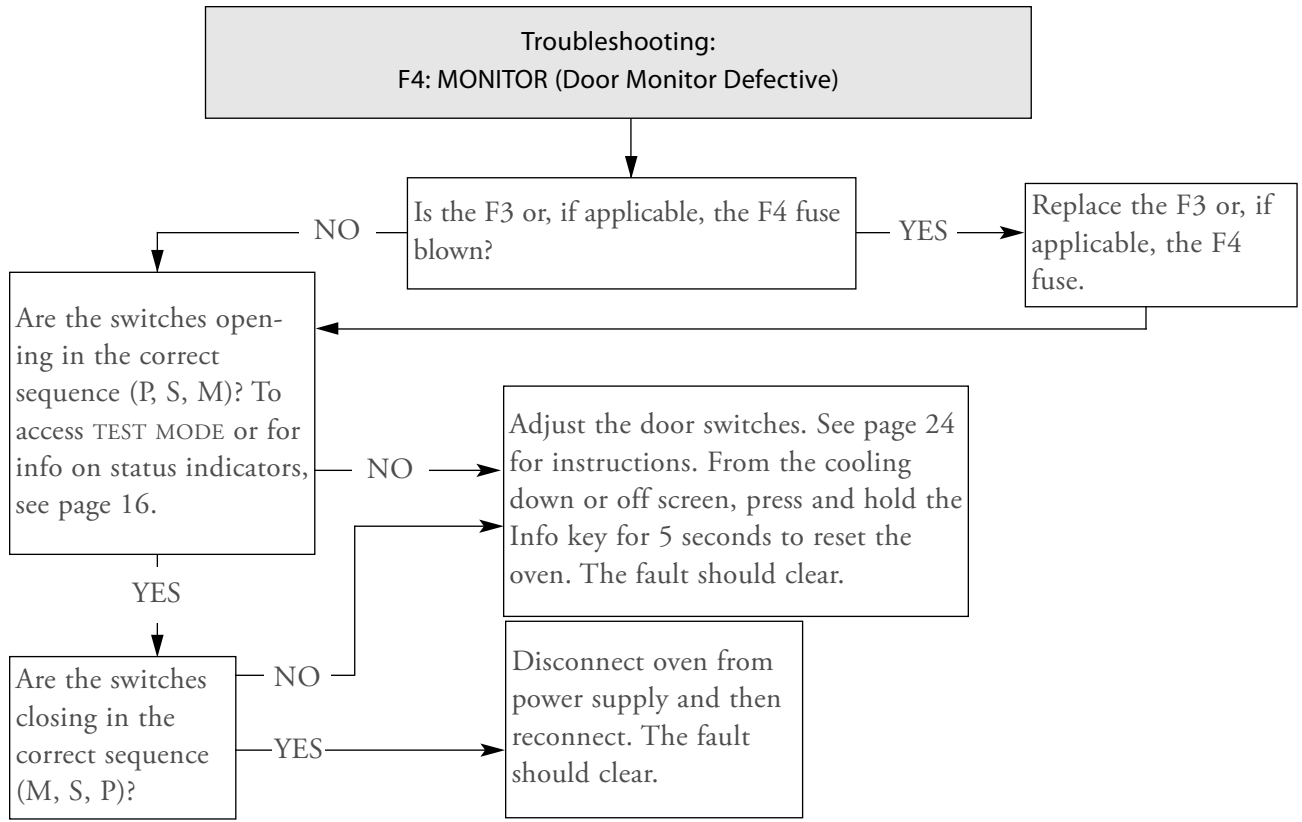 Troubleshooting:
F4: MONITOR (Door Monitor Defective)
Is the F3 or, if applicable, the F4 fuse
blown?
NO
YES
Replace the F3 or, if
applicable, the F4
fuse.
Are the switches open-
ing in the correct
sequence (P, S, M)? To
access TEST MODE or for
info on status indicators,
see page 16.
NO
Adjust the door switches. See page 24
for instructions. From the cooling
down or off screen, press and hold the
Info key for 5 seconds to reset the
oven. The fault should clear.
YES
Are the switches
closing in the
correct sequence
(M, S, P)?
NO
YES
Disconnect oven from
power supply and then
reconnect. The fault
should clear.